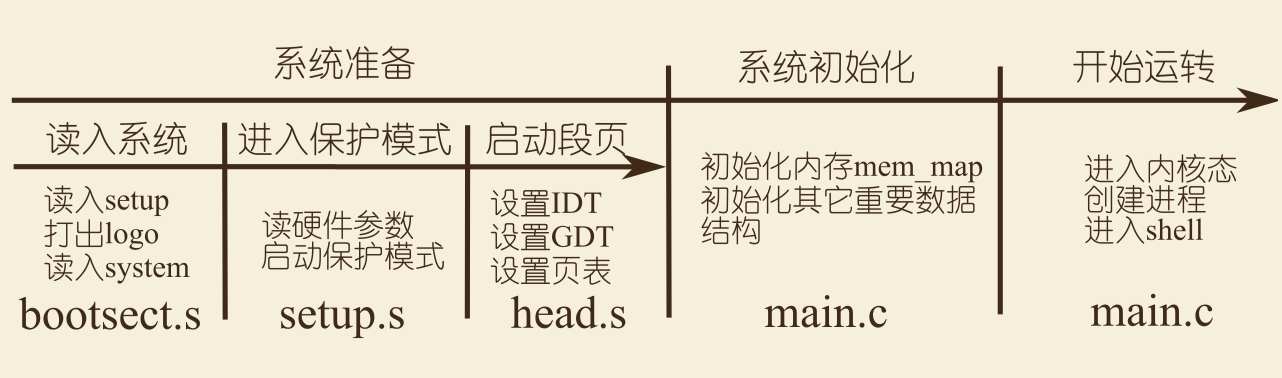 系统准备
系统初始化
开始运转
读入系统
进入保护模式
启动段页
读入setup
打出logo
读入system
读硬件参数
启动保护模式
设置IDT
设置GDT
设置页表
初始化内存mem_map
初始化其它重要数据
结构
进入内核态
创建进程
进入shell
bootsect.s
setup.s
head.s
main.c
main.c